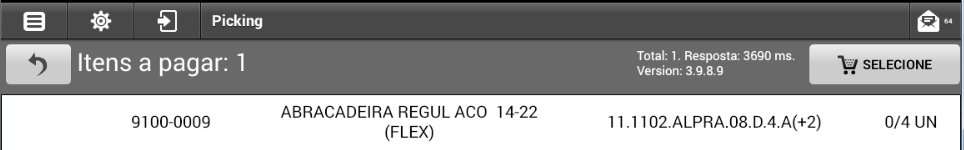 Picking
64
Itens a pagar: 1
Total: 1. Resposta: 3690 ms.
Version: 3.9.8.9
SELECIONE
9100-0009
ABRACADEIRA REGUL ACO 14-22
(FLEX)
11.1102.ALPRA.08.D.4.A(+2)
0/4 UN